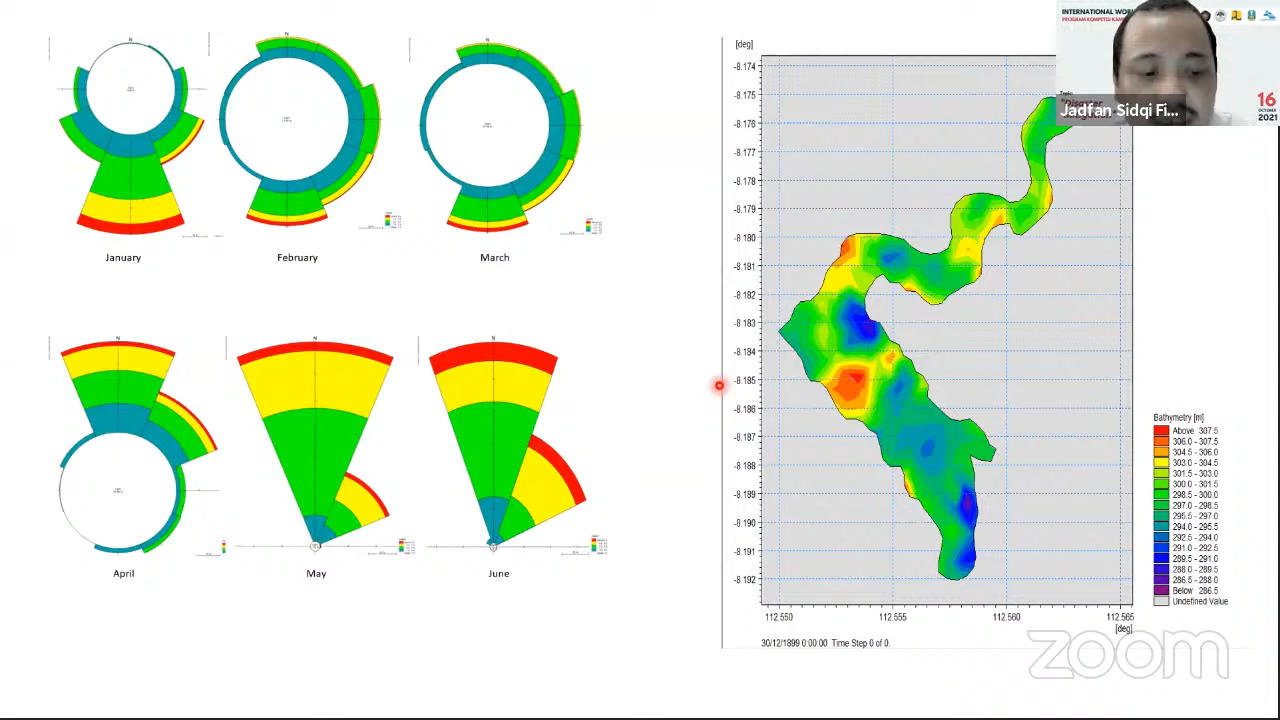 INTERNATIONAL
PROGRAM KOMPETISI
16
OCTOBER
2021
Jadfan Sidqi Fi...
N
N
N
January
February
March
N
N
N
April
May
June
[deg]
-8.174
-8.175
-8.176
-8.177
-8.178
-8.179
-8.180
-8.181
-8.182
-8.183
-8.184
-8.185
-8.186
-8.187
-8.188
-8.189
-8.190
-8.191
-8.192
112.550
112.555
112.560
112.565
[deg]
30/12/1899 0:00:00 Time Step 0 of 0.
Bathymetry [m]
Above 307.5
306.0 - 307.5
304.5 - 306.0
303.0 - 304.5
301.5 - 303.0
300.0 - 301.5
298.5 - 300.0
297.0 - 298.5
295.5 - 297.0
294.0 - 295.5
292.5 - 294.0
291.0 - 292.5
289.5 - 291.0
288.0 - 289.5
286.5 - 288.0
Below 286.5
Undefined Value
zoom